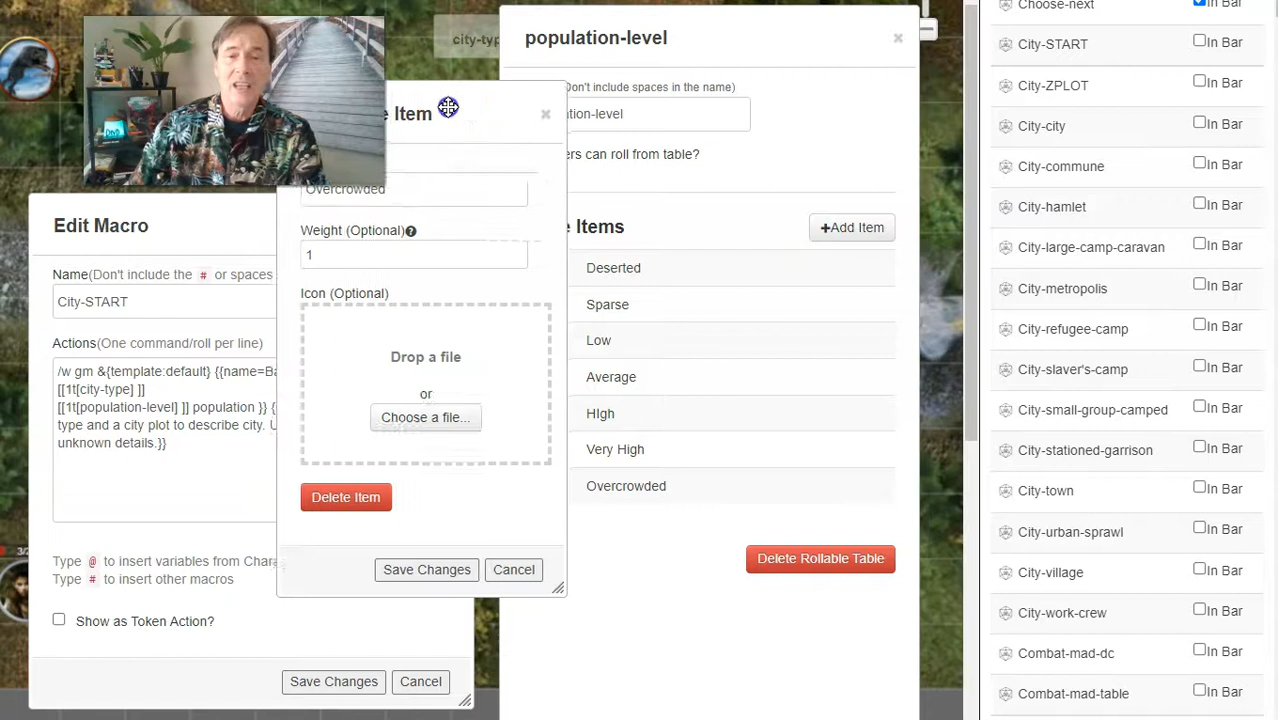 city-typ
population-level
×
Don't include spaces in the name)
tion-level
ers can roll from table?
e Items
+Add Item
Deserted
Sparse
Low
Average
HIgh
Very High
Overcrowded
Delete Rollable Table
e Item
×
Overcrowded
Weight (Optional)?
1
Icon (Optional)
Drop a file
or
Choose a file...
Delete Item
Save Changes
Cancel
Edit Macro
Name(Don't include the # or spaces
City-START
Actions(One command/roll per line)
/w gm &{template:default} {{name=Ba
[[1t[city-type] ]]
[[1t[population-level] ]] population }} {
type and a city plot to describe city. U
unknown details.}}
Type @ to insert variables from Chara
Type # to insert other macros
Show as Token Action?
Save Changes
Cancel
Choose-next In Bar
City-START In Bar
City-ZPLOT In Bar
City-city In Bar
City-commune In Bar
City-hamlet In Bar
City-large-camp-caravan In Bar
City-metropolis In Bar
City-refugee-camp In Bar
City-slaver's-camp In Bar
City-small-group-camped In Bar
City-stationed-garrison In Bar
City-town In Bar
City-urban-sprawl In Bar
City-village In Bar
City-work-crew In Bar
Combat-mad-dc In Bar
Combat-mad-table In Bar